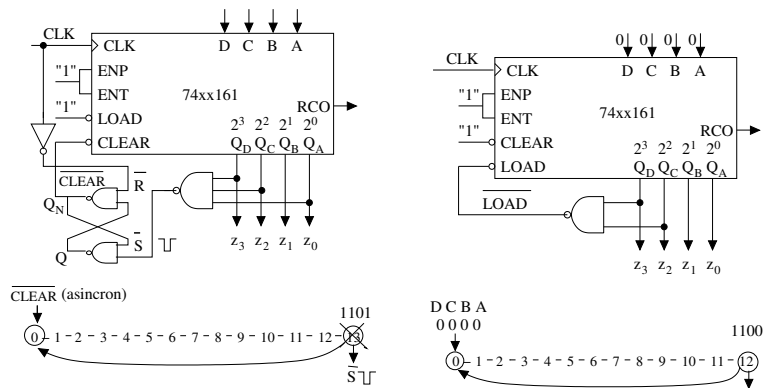 CLK
CLK
D C B A
"1"
ENP
ENT
74xx161
RCO
"1"
LOAD
CLEAR
2³ 2² 2¹ 2⁰
Q_D Q_C Q_B Q_A
CLEAR
R
Q_N
S
Q
z₃ z₂ z₁ z₀
CLEAR (asincron)
1101
0 - 1 - 2 - 3 - 4 - 5 - 6 - 7 - 8 - 9 - 10 - 11 - 12 - 13
S
0 0 0 0
CLK
CLK
D C B A
"1"
ENP
ENT
74xx161
RCO
"1"
CLEAR
LOAD
2³ 2² 2¹ 2⁰
Q_D Q_C Q_B Q_A
LOAD
z₃ z₂ z₁ z₀
D C B A
0 0 0 0
1100
0 - 1 - 2 - 3 - 4 - 5 - 6 - 7 - 8 - 9 - 10 - 11 - 12